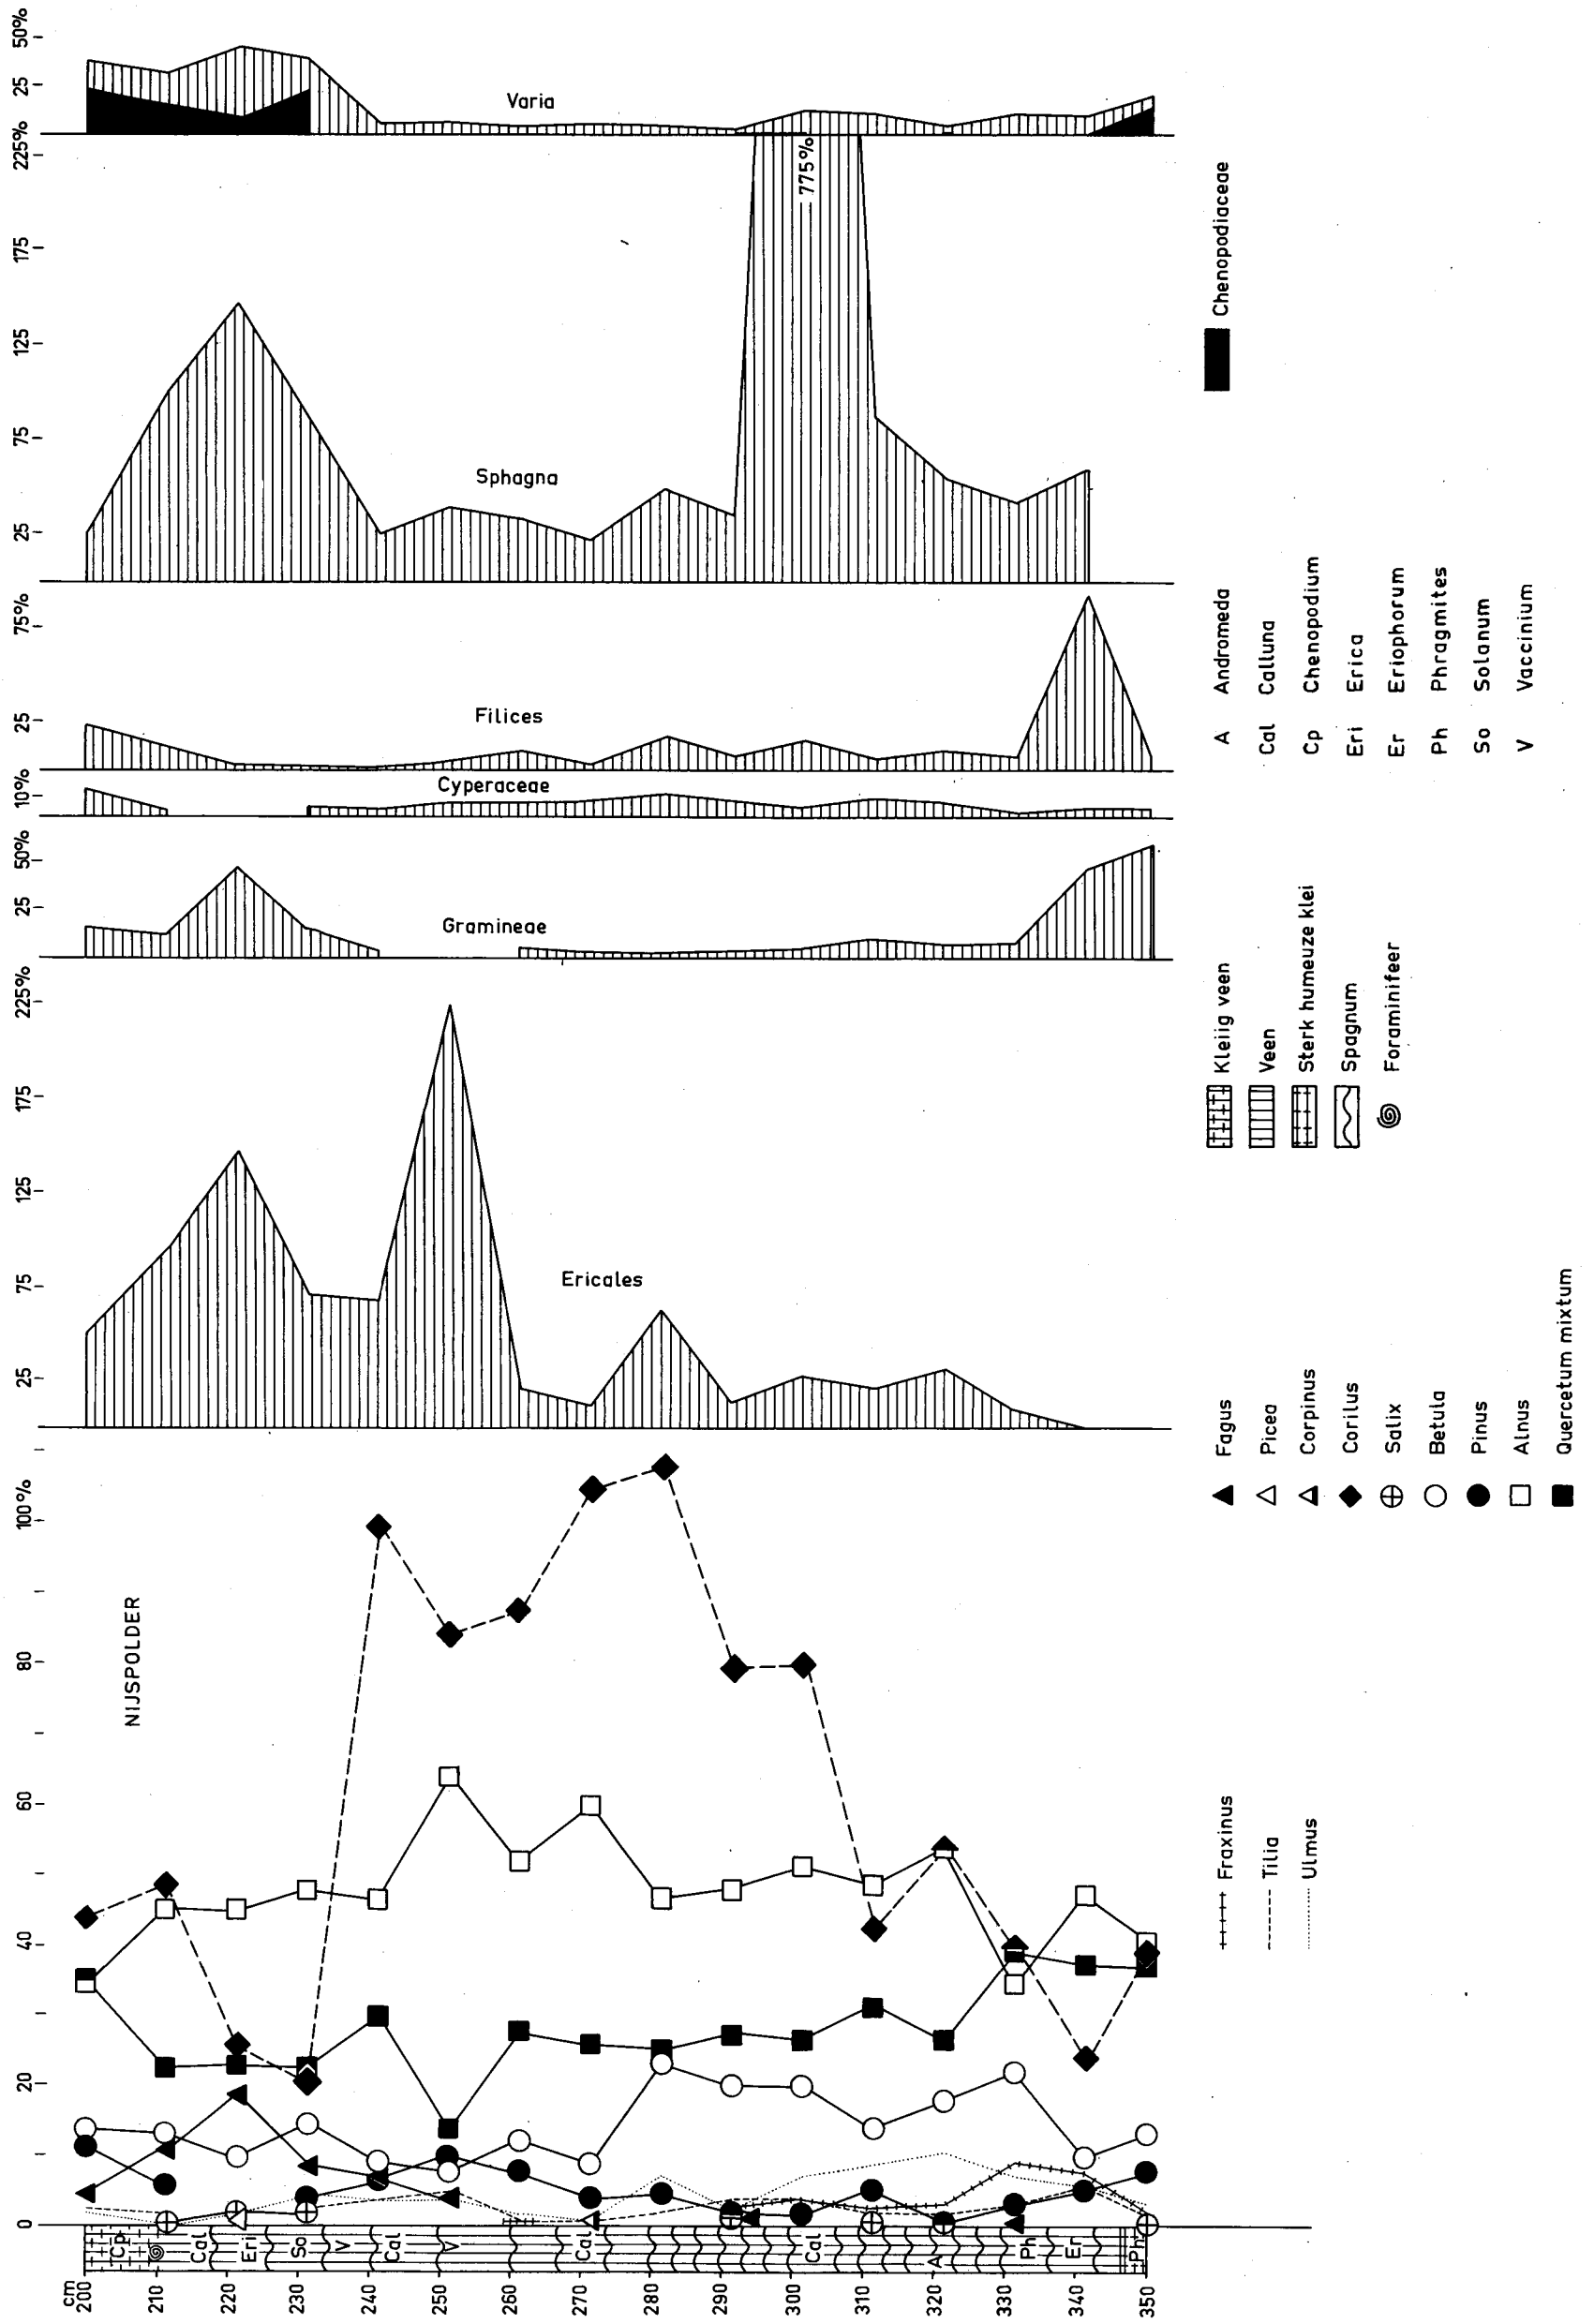 50%
25
Varia
225%
175
775%
125
75
25
Sphagna
75%
25
Filices
10%
Cyperaceae
50%
25
Gramineae
225%
175
125
75
25
Ericales
100%
80
60
40
20
0
NIJSPOLDER
cm
200
210
220
230
240
250
260
270
280
290
300
310
320
330
340
350
Cp
Cal
Eri
So
V
Cal
V
Cal
Cal
A
Ph
Er
Ph
Chenopodiaceae
A Andromeda
Cal Calluna
Cp Chenopodium
Eri Erica
Er Eriophorum
Ph Phragmites
So Solanum
V Vaccinium
Kleiig veen
Veen
Sterk humeuze klei
Spagnum
Foraminifeer
Fagus
Picea
Corpinus
Corilus
Salix
Betula
Pinus
Alnus
Quercetum mixtum
Fraxinus
Tilia
Ulmus